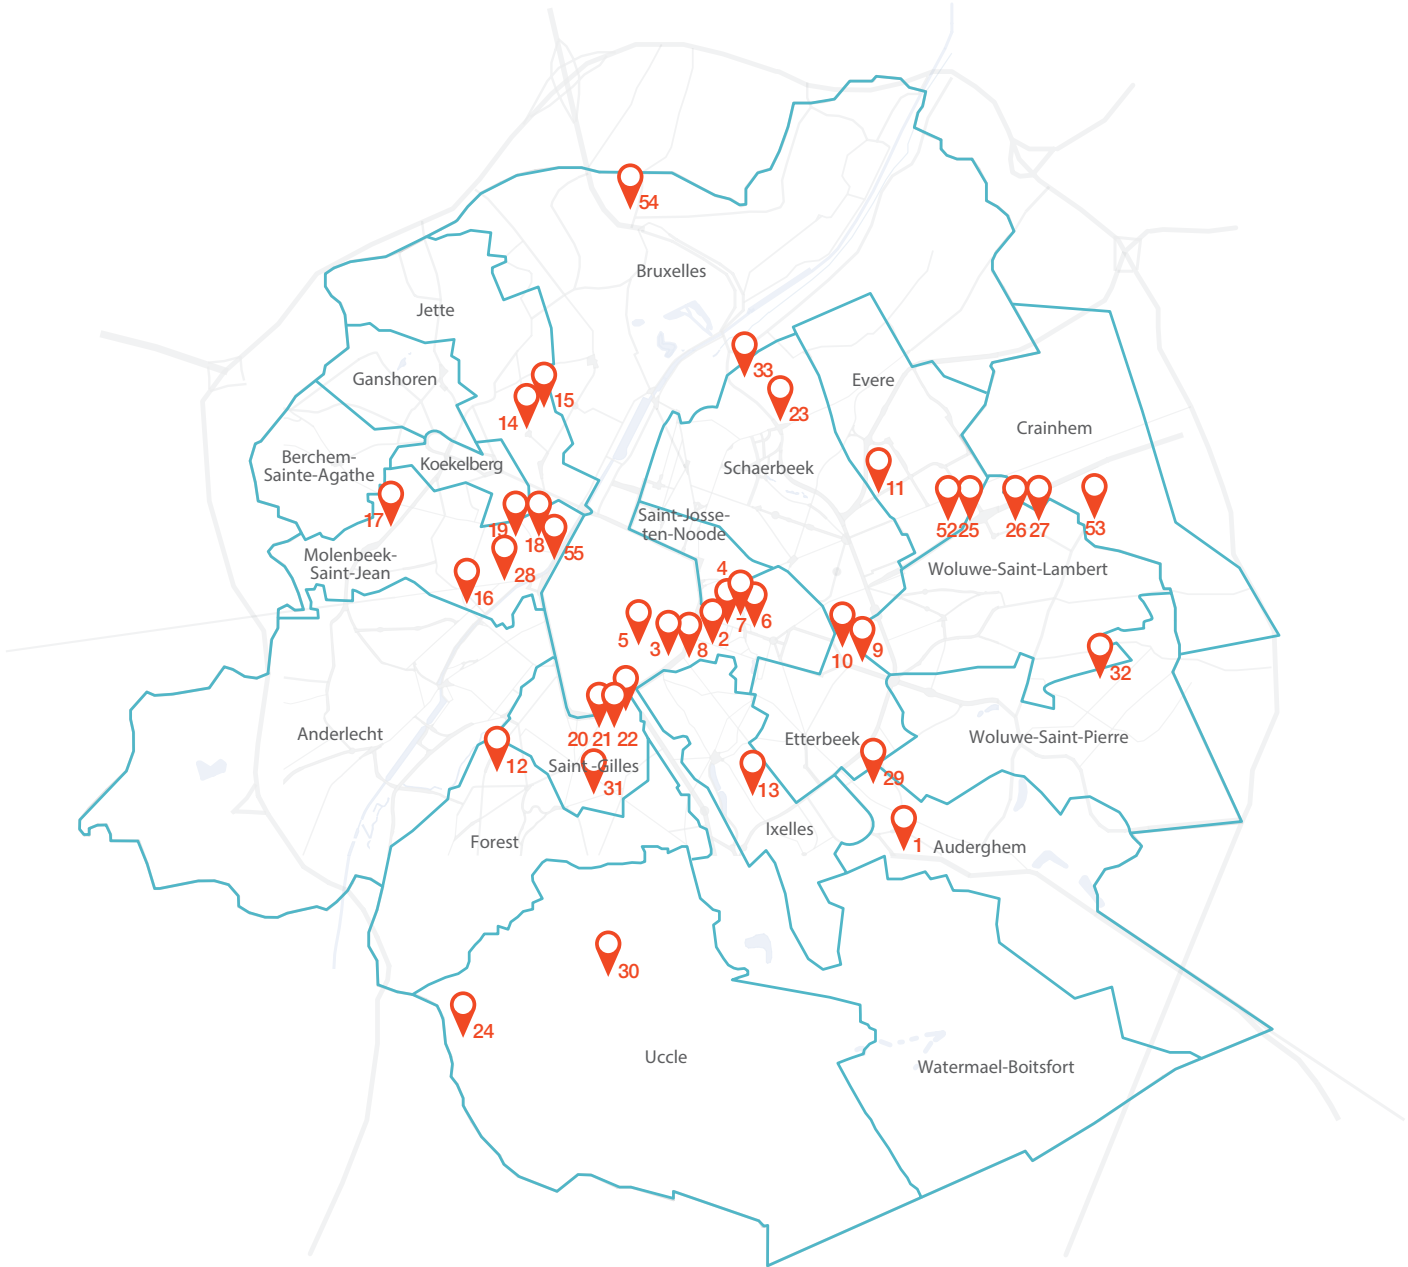 54
Bruxelles
Jette
33
Ganshoren
Evere
15
23
14
Crainhem
Berchem-
Sainte-Agathe
Koekelberg
Schaerbeek
11
17
19
18
55
Saint-Josse-
ten-Noode
52
25
26
27
53
Molenbeek-
Saint-Jean
28
16
4
Woluwe-Saint-Lambert
5
3
8
2
7
6
10
9
32
Anderlecht
20
21
22
Etterbeek
Woluwe-Saint-Pierre
12
Saint-Gilles
31
13
29
Forest
Ixelles
1
Auderghem
30
24
Uccle
Watermael-Boitsfort